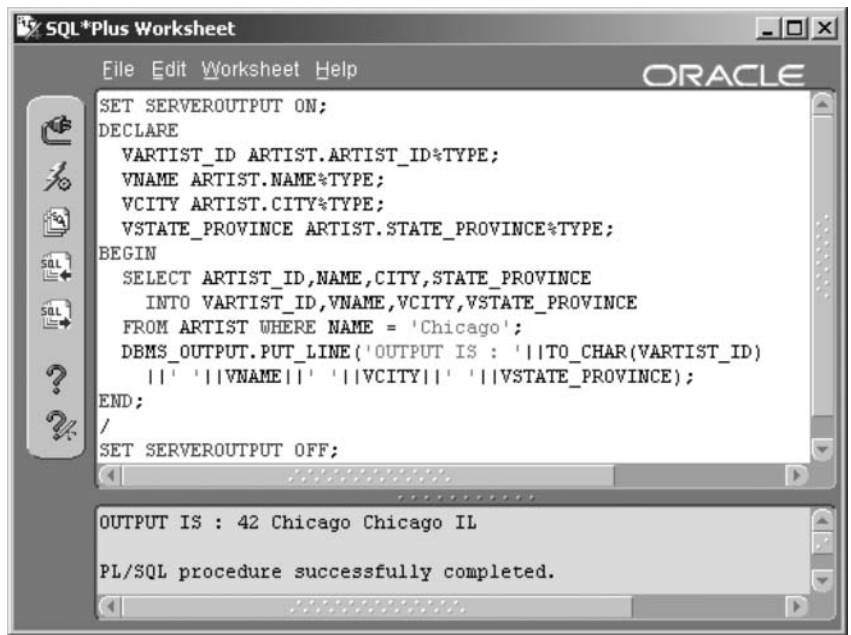 SQL*Plus Worksheet
File Edit Worksheet Help
ORACLE
SET SERVEROUTPUT ON;
DECLARE
VARTIST_ID ARTIST.ARTIST_ID%TYPE;
VNAME ARTIST.NAME%TYPE;
VCITY ARTIST.CITY%TYPE;
VSTATE_PROVINCE ARTIST.STATE_PROVINCE%TYPE;
BEGIN
SELECT ARTIST_ID,NAME,CITY,STATE_PROVINCE
INTO VARTIST_ID,VNAME,VCITY,VSTATE_PROVINCE
FROM ARTIST WHERE NAME = 'Chicago';
DBMS_OUTPUT.PUT_LINE('OUTPUT IS : '||TO_CHAR(VARTIST_ID)
||' '||VNAME||' '||VCITY||' '||VSTATE_PROVINCE);
END;
/
SET SERVEROUTPUT OFF;
SQL
SQL
OUTPUT IS : 42 Chicago Chicago IL
PL/SQL procedure successfully completed.